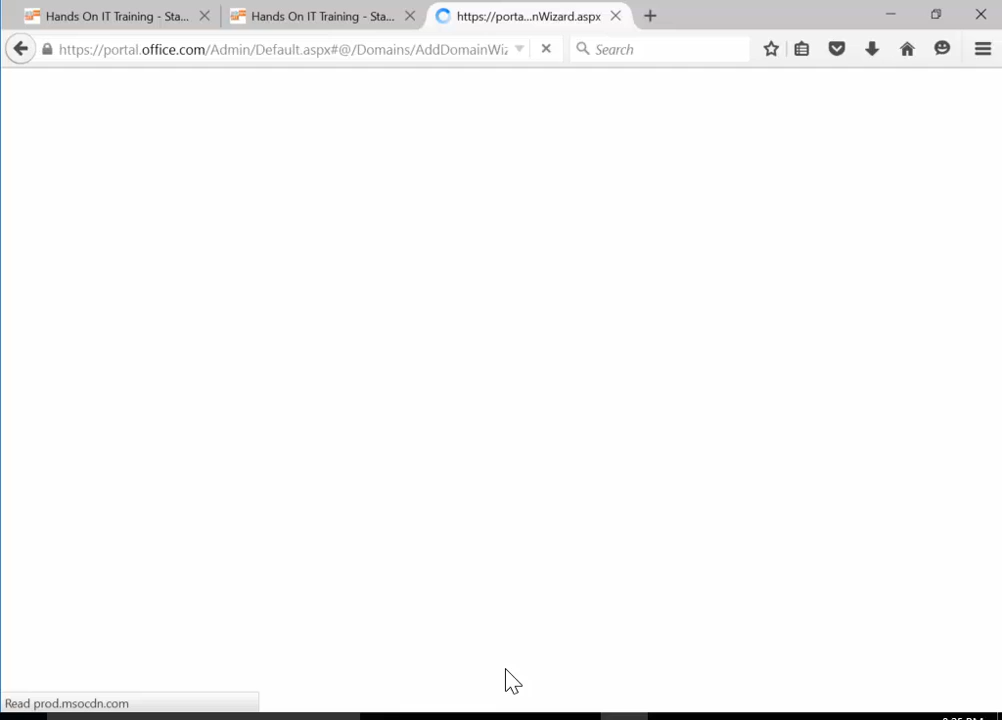 Hands On IT Training - Sta...
Hands On IT Training - Sta...
https://porta...nWizard.aspx
https://portal.office.com/Admin/Default.aspx#@/Domains/AddDomainWiz
Search
Read prod.msocdn.com